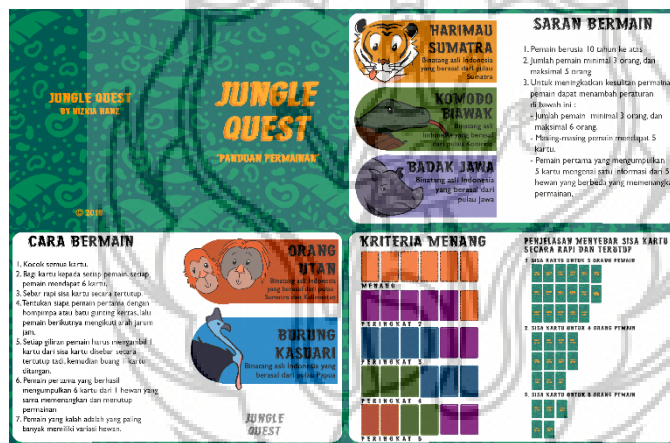 JUNGLE QUEST
BY HIZKIA HANZ
JUNGLE
QUEST
"PANDUAN PERMAINAN"
© 2018
HARIMAU
SUMATRA
Binatang asli Indonesia
yang berasal dari pulau
Sumatra
KOMODO
BIAWAK
Binatang asli
Indonesia yang berasal
dari pulau Komodo
BADAK JAWA
Binatang asli Indonesia
yang berasal dari
pulau Jawa
SARAN BERMAIN
1. Pemain berusia 10 tahun ke atas
2. Jumlah pemain minimal 3 orang, dan
maksimal 5 orang
3. Untuk meningkatkan kesulitan permainan
pemain dapat menambah peraturan
di bawah ini :
- Jumlah pemain minimal 3 orang, dan
maksimal 6 orang.
- Masing-masing pemain mendapat 5
kartu.
- Pemain pertama yang mengumpulkan
5 kartu mengenai satu informasi dari 5
hewan yang berbeda yang memenangkan
permainan.
CARA BERMAIN
1. Kocok semua kartu.
2. Bagi kartu kepada setiap pemain, setiap
pemain mendapat 6 kartu.
3. Sebar rapi sisa kartu secara tertutup.
4. Tentukan siapa pemain pertama dengan
hompimpa atau batu gunting kertas, lalu
pemain berikutnya mengikuti arah jarum
jam.
5. Setiap giliran pemain harus mengambil 1
kartu dari sisa kartu disebar secara
tertutup tadi, kemudian buang 1 kartu
ditangan.
6. Pemain pertama yang berhasil
mengumpulkan 6 kartu dari 1 hewan yang
sama memenangkan dan menutup
permainan
7. Pemain yang kalah adalah yang paling
banyak memiliki variasi hewan.
ORANG
UTAN
Binatang asli Indonesia
yang berasal dari pulau
Sumatra dan Kalimantan
BURUNG
KASUARI
Binatang asli Indonesia yang
berasal dari pulau Papua
JUNGLE
QUEST
KRITERIA MENANG
MENANG
PERINGKAT 2
PERINGKAT 3
PERINGKAT 4
PERINGKAT 5
PENJELASAN MENYEBAR SISA KARTU
SECARA RAPI DAN TERTUTUP
1. SISA KARTU UNTUK 3 ORANG PEMAIN
2. SISA KARTU UNTUK 4 ORANG PEMAIN
3. SISA KARTU UNTUK 5 ORANG PEMAIN